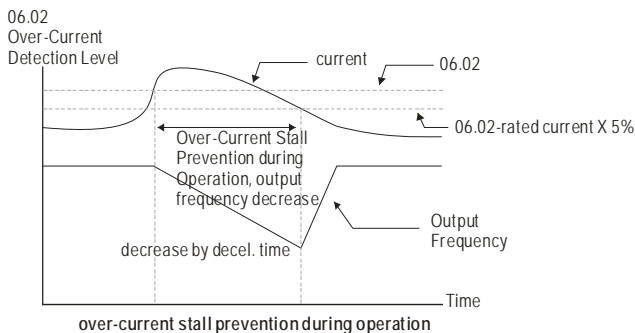 06.02
Over-Current
Detection Level
current
06.02
06.02-rated current X 5%
Over-Current Stall
Prevention during
Operation, output
frequency decrease
decrease by decel. time
Output
Frequency
Time
over-current stall prevention during operation